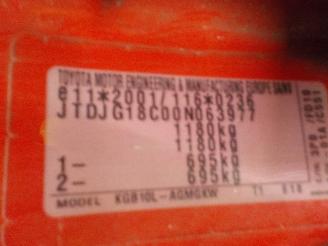 TOYOTA MOTOR ENGINEERING & MANUFACTURING EUROPE SA/NV
e11*2001/116*0236
JTDJG18C00N063977
1180kg
1180kg
1- 695kg
2- 695kg
MODEL KGB10L-AGMGKW